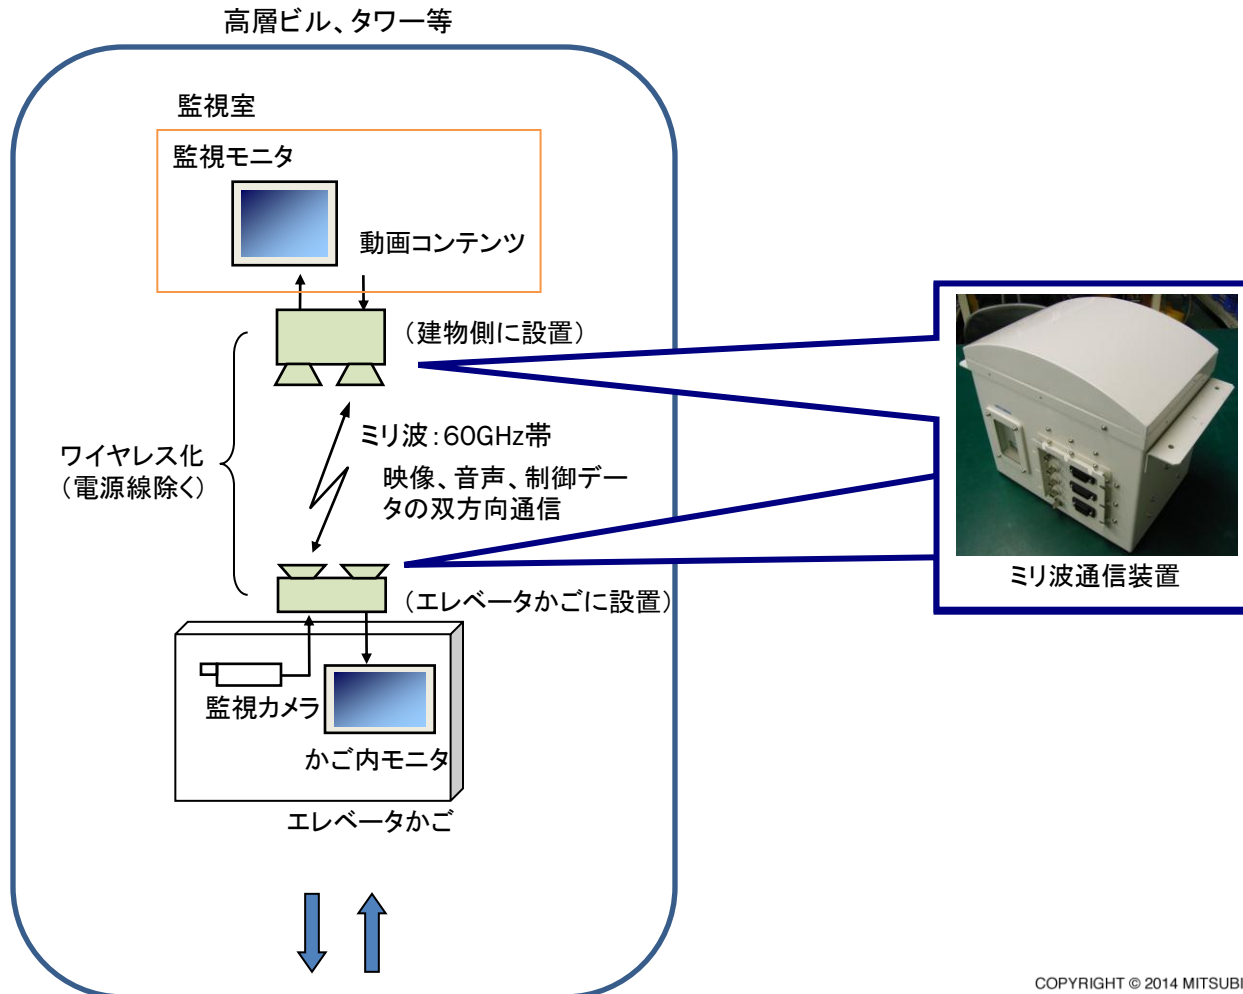 高層ビル、タワー等
監視室
監視モニタ
動画コンテンツ
（建物側に設置）
ミリ波：60GHz帯
ワイヤレス化
（電源線除く）
映像、音声、制御デー
タの双方向通信
ミリ波通信装置
（エレベータかごに設置）
監視カメラ
かご内モニタ
エレベータかご
COPYRIGHT © 2014 MITSUBI